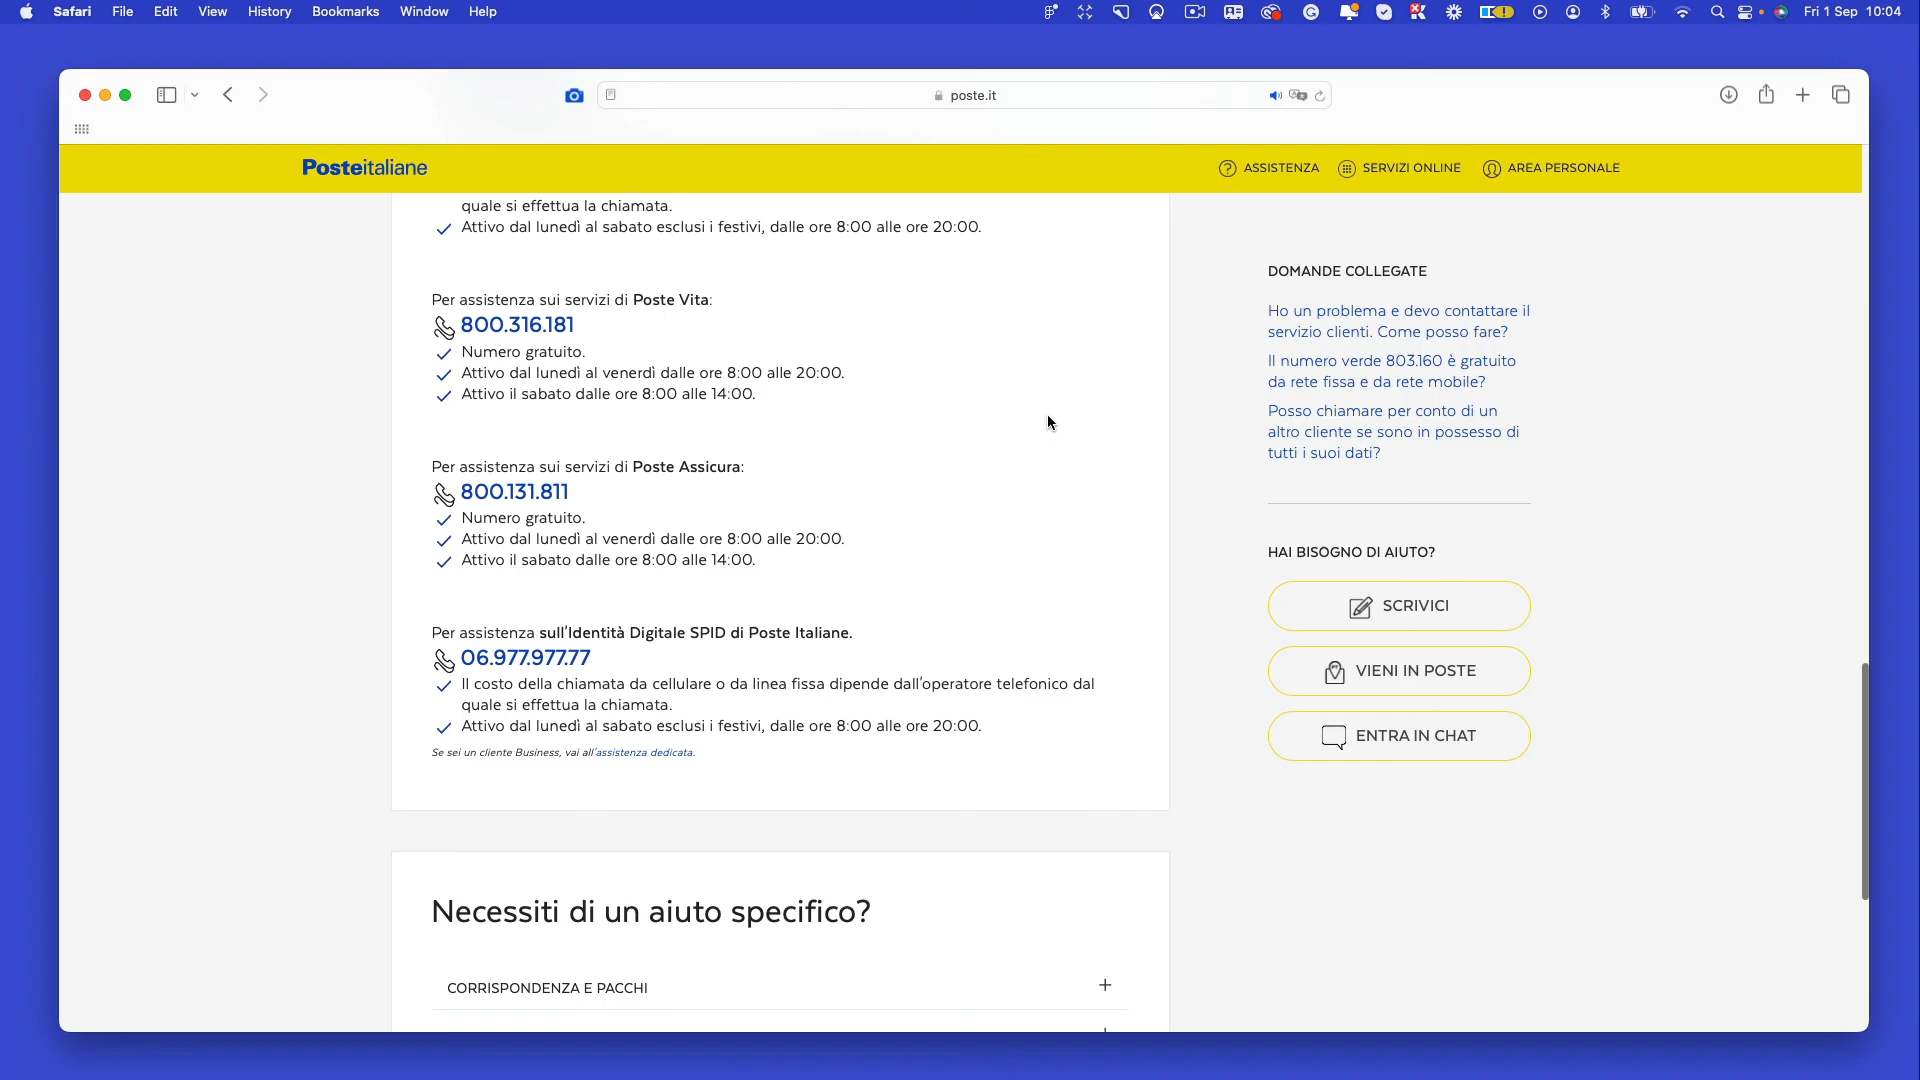 Safari File Edit View History Bookmarks Window Help Fri 1 Sep 10:04
poste.it
Posteitaliane
ASSISTENZA SERVIZI ONLINE AREA PERSONALE
quale si effettua la chiamata.
Attivo dal lunedì al sabato esclusi i festivi, dalle ore 8:00 alle ore 20:00.
Per assistenza sui servizi di Poste Vita:
800.316.181
Numero gratuito.
Attivo dal lunedì al venerdì dalle ore 8:00 alle 20:00.
Attivo il sabato dalle ore 8:00 alle 14:00.
Per assistenza sui servizi di Poste Assicura:
800.131.811
Numero gratuito.
Attivo dal lunedì al venerdì dalle ore 8:00 alle 20:00.
Attivo il sabato dalle ore 8:00 alle 14:00.
Per assistenza sull'Identità Digitale SPID di Poste Italiane.
06.977.977.77
Il costo della chiamata da cellulare o da linea fissa dipende dall'operatore telefonico dal
quale si effettua la chiamata.
Attivo dal lunedì al sabato esclusi i festivi, dalle ore 8:00 alle ore 20:00.
Se sei un cliente Business, vai all'assistenza dedicata.
Necessiti di un aiuto specifico?
CORRISPONDENZA E PACCHI
DOMANDE COLLEGATE
Ho un problema e devo contattare il
servizio clienti. Come posso fare?
Il numero verde 803.160 è gratuito
da rete fissa e da rete mobile?
Posso chiamare per conto di un
altro cliente se sono in possesso di
tutti i suoi dati?
HAI BISOGNO DI AIUTO?
SCRIVICI
VIENI IN POSTE
ENTRA IN CHAT